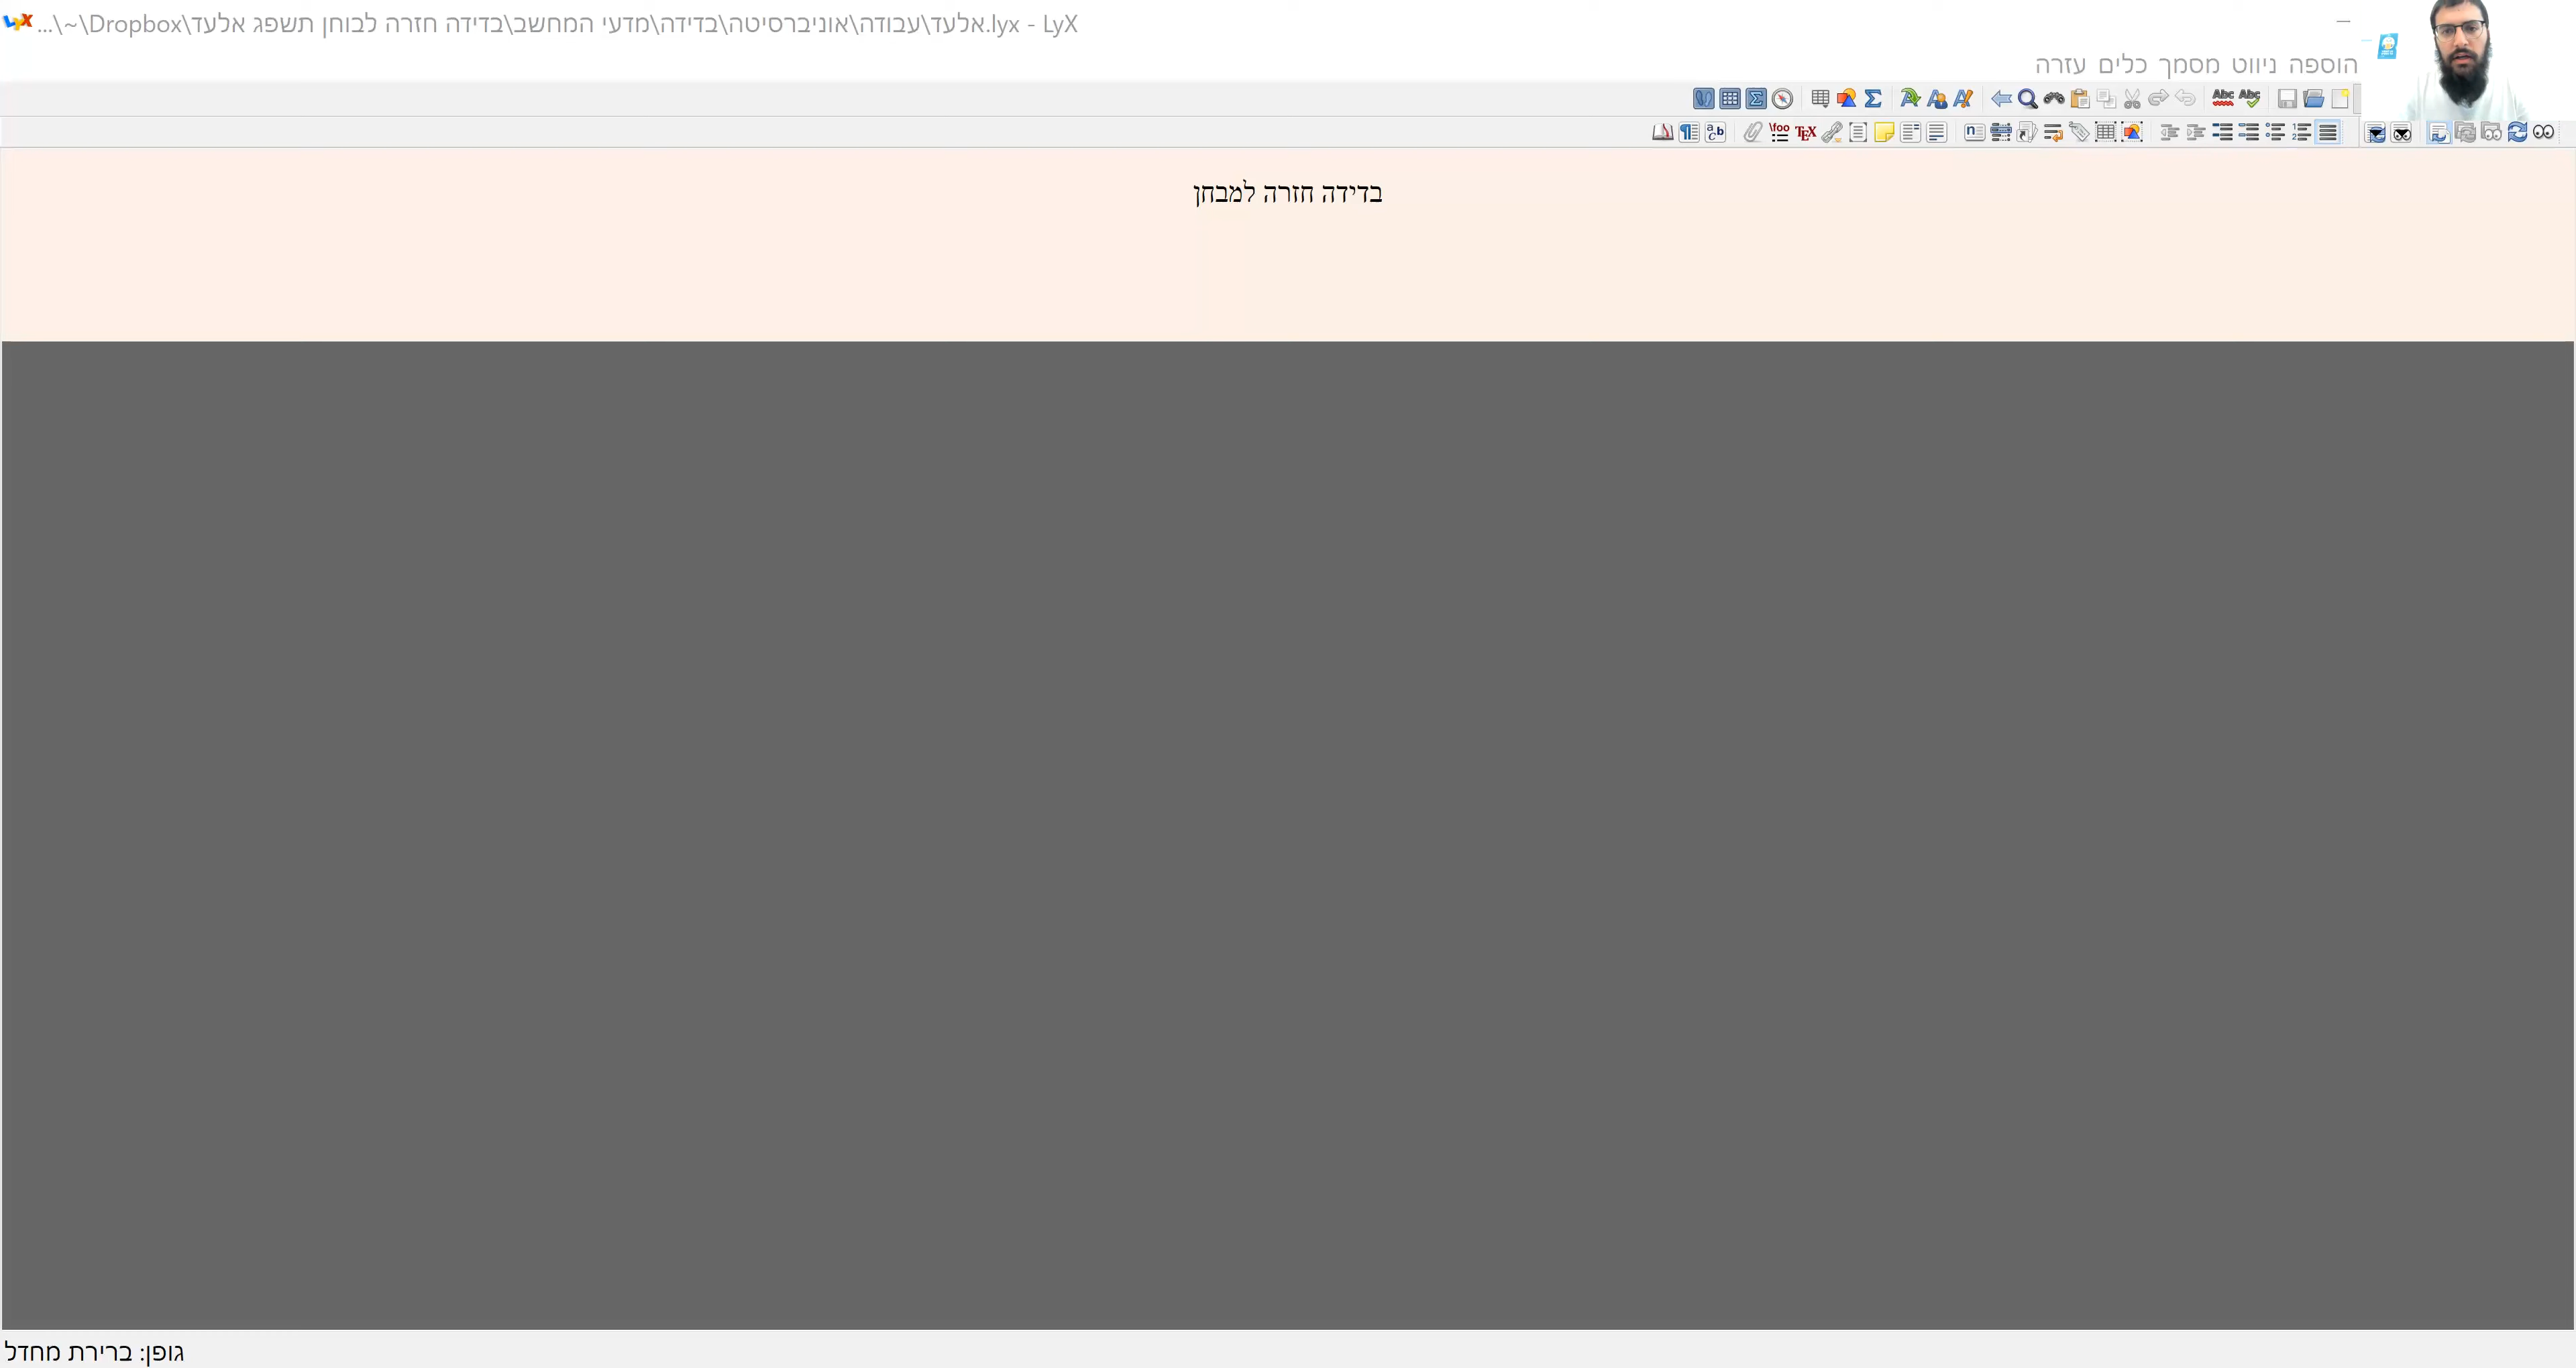 ...\~\Dropbox\אלעד\עבודה\אוניברסיטה\בדידה\מדעי המחשב\בדידה חזרה לבוחן תשפג אלעד.lyx - LyX
הוספה ניווט מסמך כלים עזרה
בדידה חזרה למבחן
גופן: ברירת מחדל